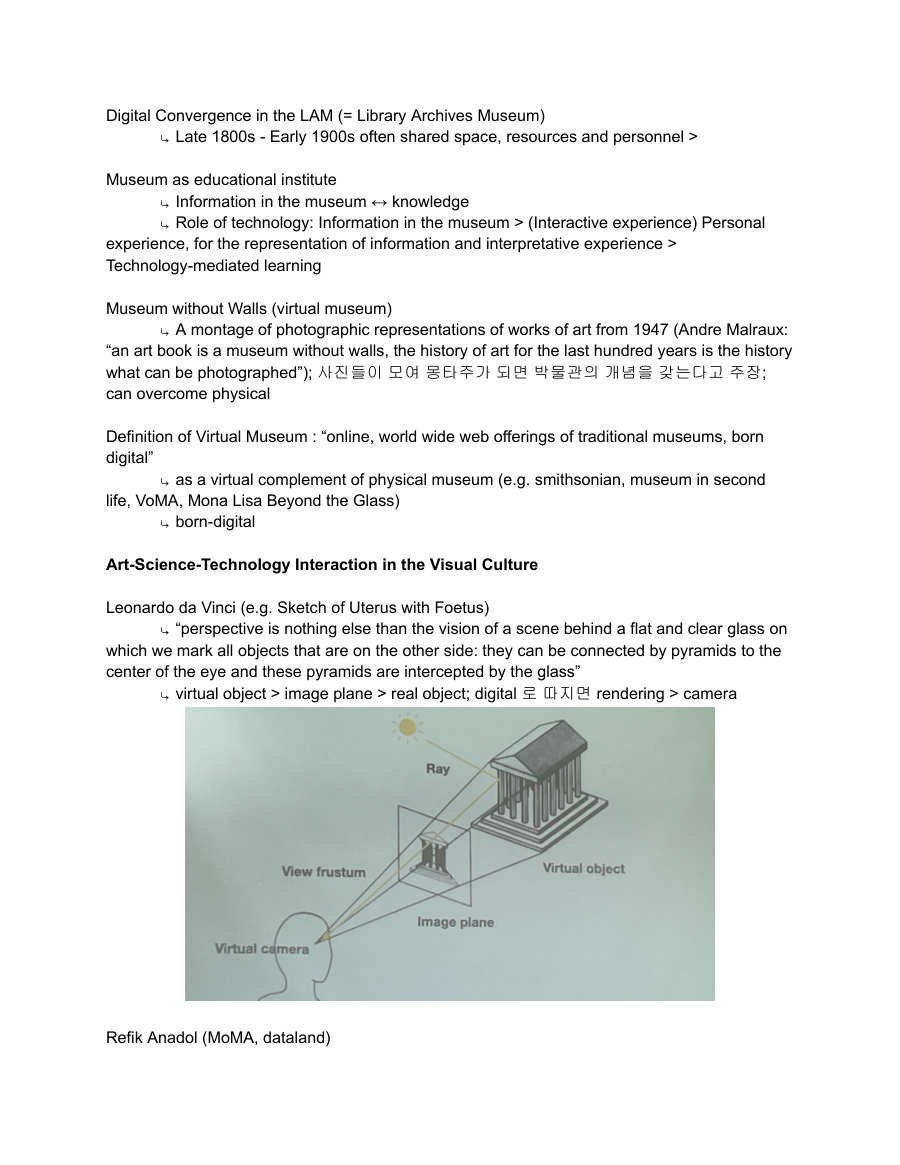 Digital Convergence in the LAM (= Library Archives Museum)
↳ Late 1800s - Early 1900s often shared space, resources and personnel >
Museum as educational institute
↳ Information in the museum ↔ knowledge
↳ Role of technology: Information in the museum > (Interactive experience) Personal
experience, for the representation of information and interpretative experience >
Technology-mediated learning
Museum without Walls (virtual museum)
↳ A montage of photographic representations of works of art from 1947 (Andre Malraux:
“an art book is a museum without walls, the history of art for the last hundred years is the history
what can be photographed”); 사진들이 모여 몽타주가 되면 박물관의 개념을 갖는다고 주장;
can overcome physical
Definition of Virtual Museum : “online, world wide web offerings of traditional museums, born
digital”
↳ as a virtual complement of physical museum (e.g. smithsonian, museum in second
life, VoMA, Mona Lisa Beyond the Glass)
↳ born-digital
Art-Science-Technology Interaction in the Visual Culture
Leonardo da Vinci (e.g. Sketch of Uterus with Foetus)
↳ “perspective is nothing else than the vision of a scene behind a flat and clear glass on
which we mark all objects that are on the other side: they can be connected by pyramids to the
center of the eye and these pyramids are intercepted by the glass”
↳ virtual object > image plane > real object; digital 로 따지면 rendering > camera
Ray
View frustum
Virtual object
Image plane
Virtual camera
Refik Anadol (MoMA, dataland)